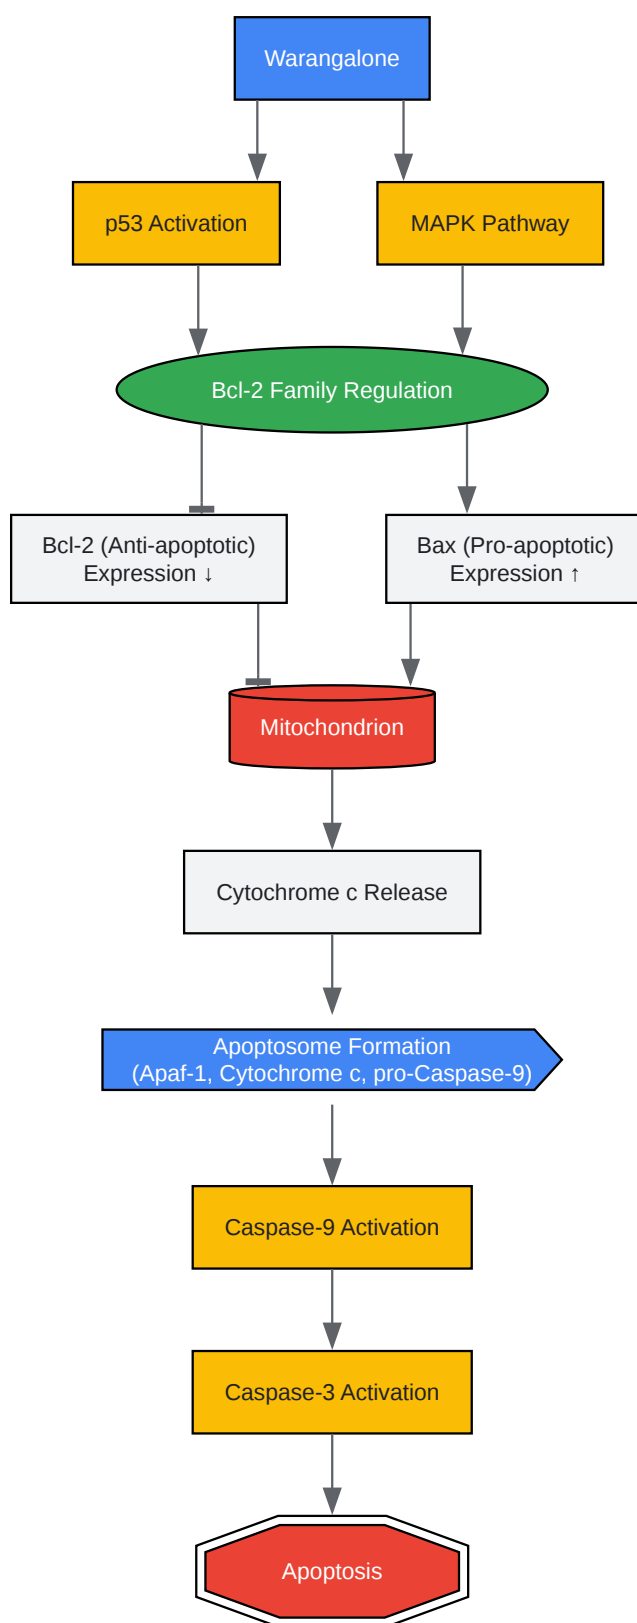 Warangalone
p53 Activation
MAPK Pathway
Bcl-2 Family Regulation
Bcl-2 (Anti-apoptotic)
Expression ↓
Bax (Pro-apoptotic)
Expression ↑
Mitochondrion
Cytochrome c Release
Apoptosome Formation
(Apaf-1, Cytochrome c, pro-Caspase-9)
Caspase-9 Activation
Caspase-3 Activation
Apoptosis